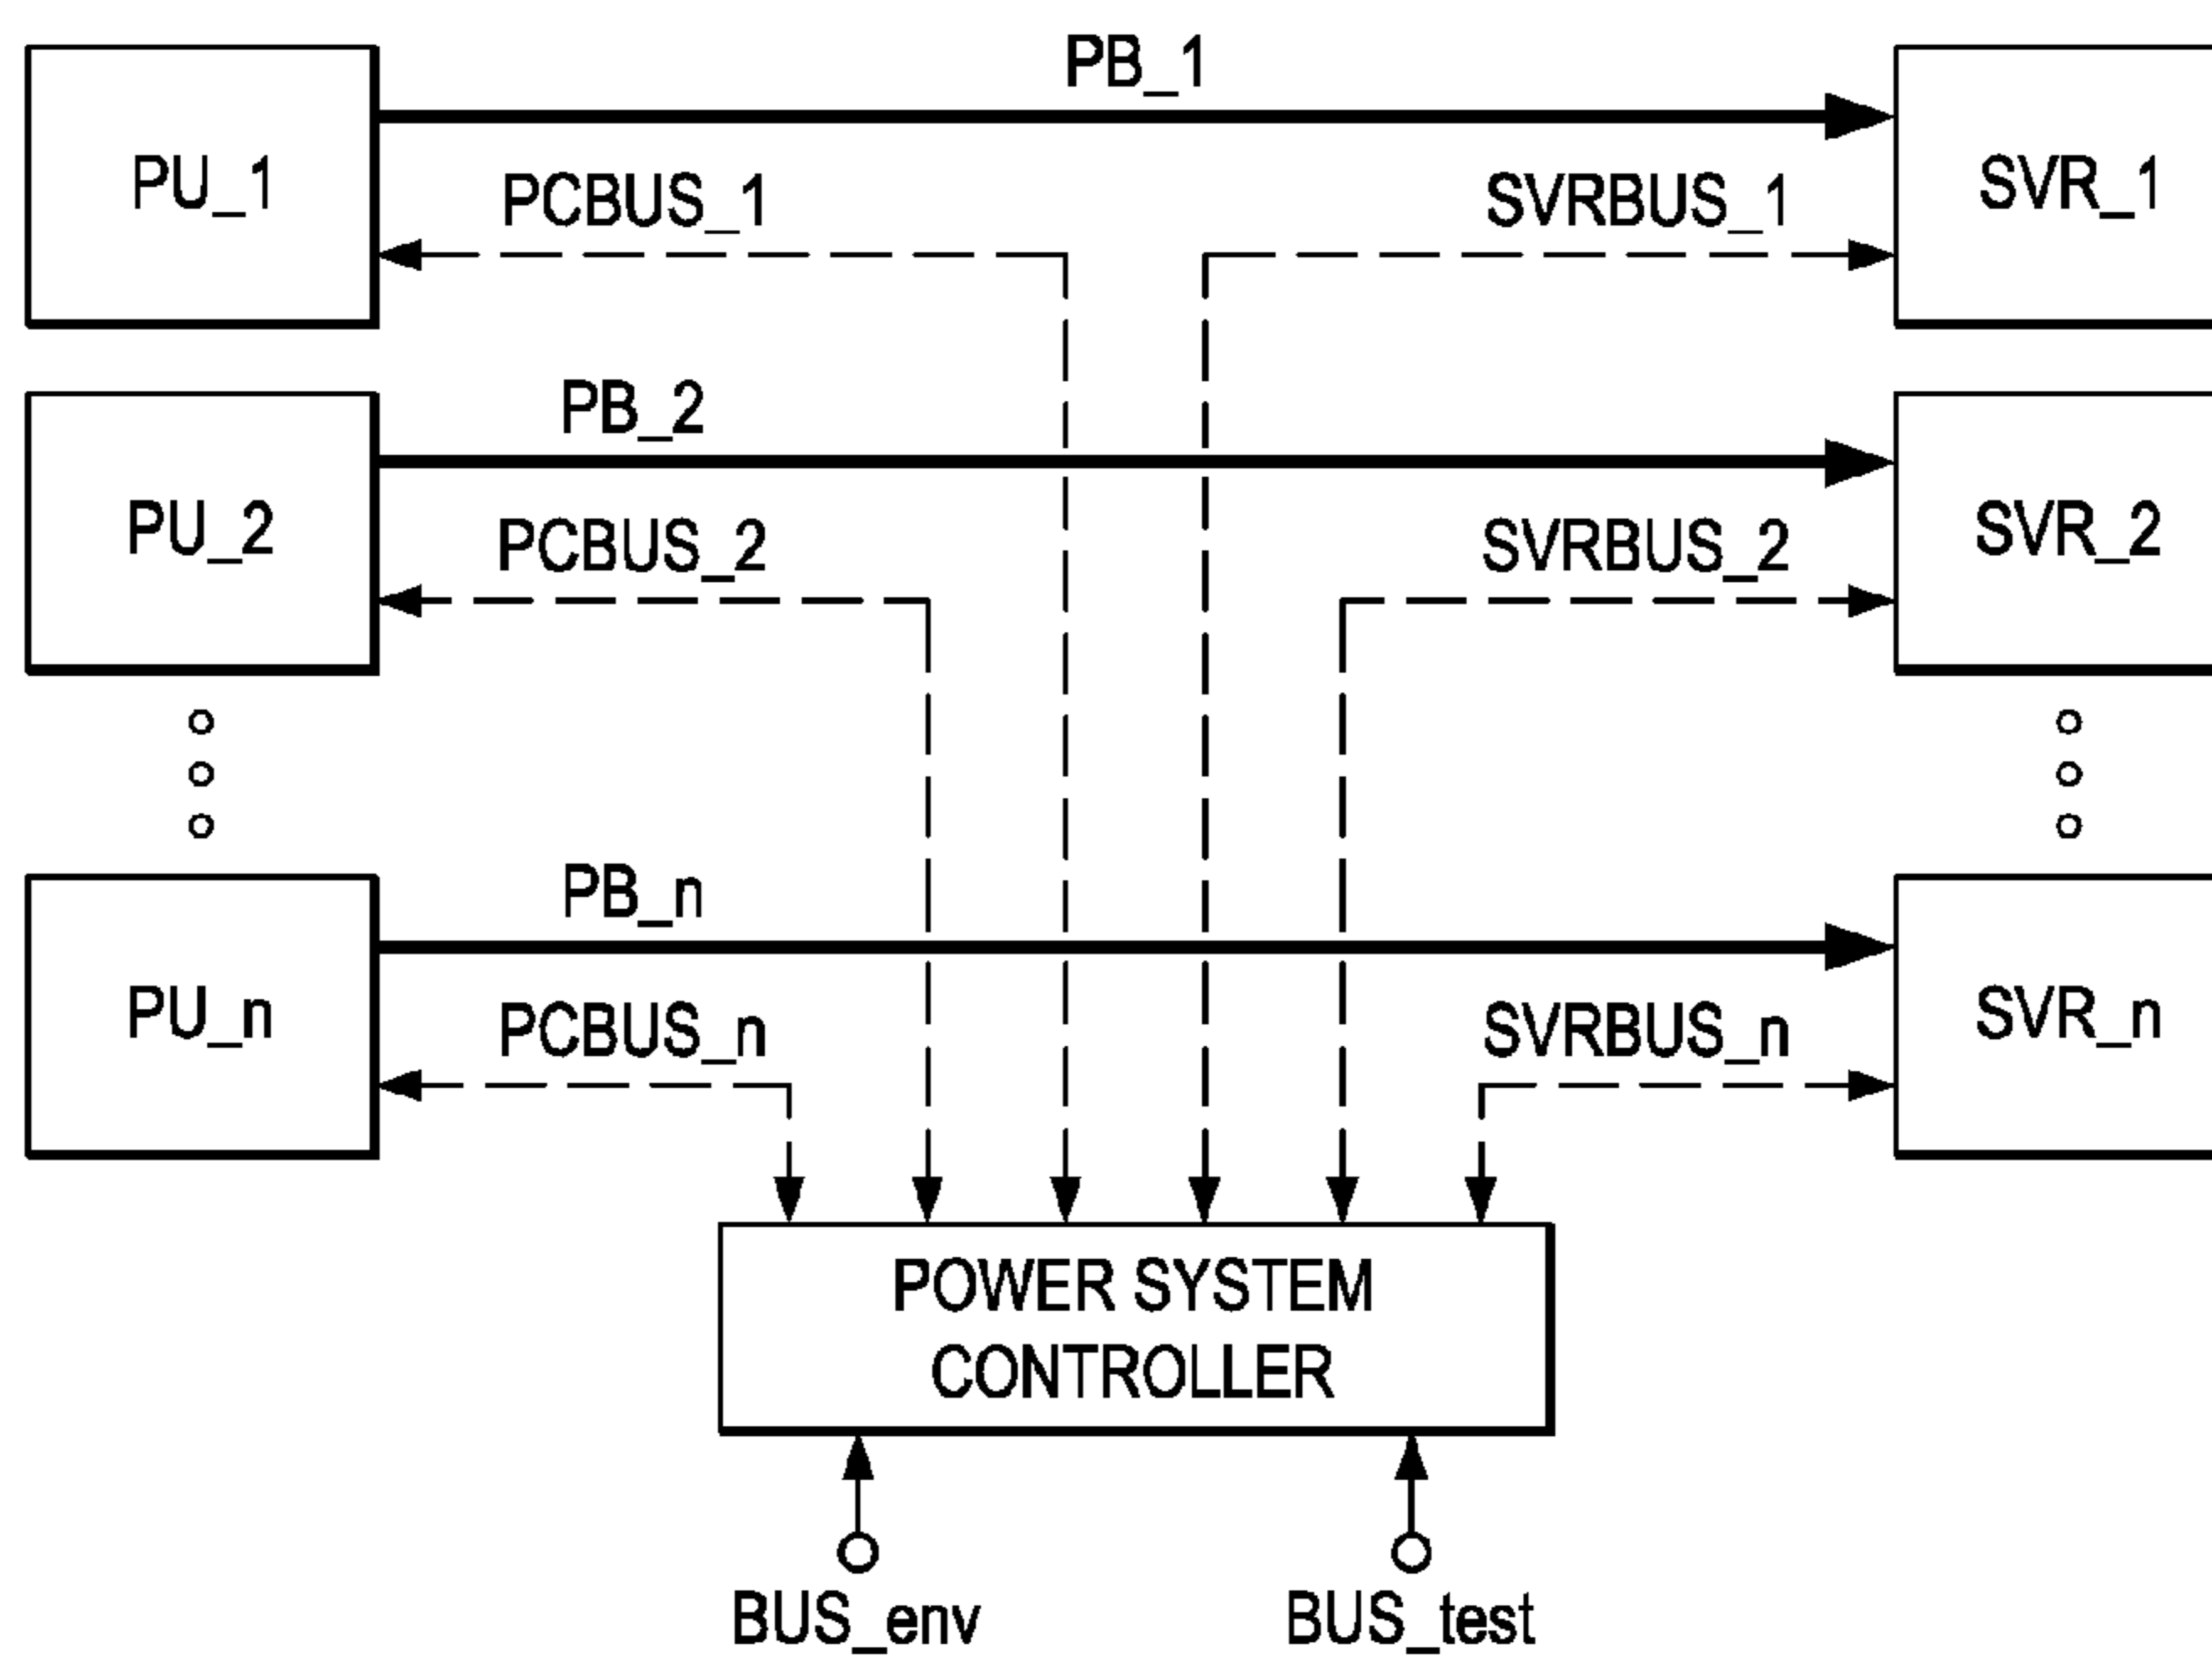 PB_1
PU_1
PCBUS_1
SVRBUS_1
SVR_1
PB_2
PU_2
PCBUS_2
SVRBUS_2
SVR_2
PB_n
PU_n
PCBUS_n
SVRBUS_n
SVR_n
POWER SYSTEM
CONTROLLER
BUS_env
BUS_test